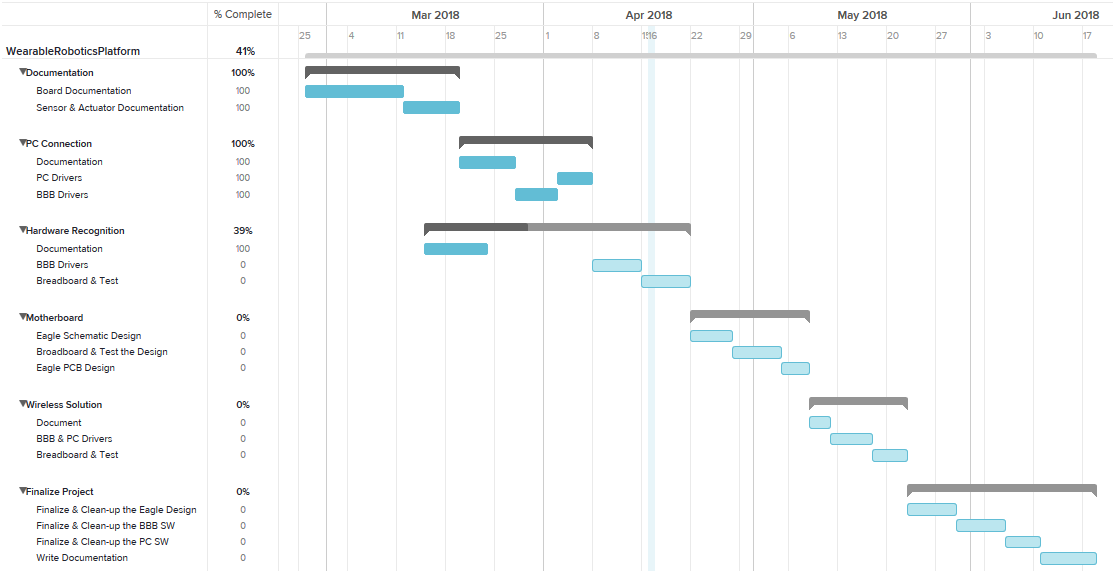 % Complete Mar 2018 Apr 2018 May 2018 Jun 2018
25 4 11 18 25 1 8 15 16 22 29 6 13 20 27 3 10 17
WearableRoboticsPlatform 41%
Documentation 100%
Board Documentation 100
Sensor & Actuator Documentation 100
PC Connection 100%
Documentation 100
PC Drivers 100
BBB Drivers 100
Hardware Recognition 39%
Documentation 100
BBB Drivers 0
Breadboard & Test 0
Motherboard 0%
Eagle Schematic Design 0
Broadboard & Test the Design 0
Eagle PCB Design 0
Wireless Solution 0%
Document 0
BBB & PC Drivers 0
Breadboard & Test 0
Finalize Project 0%
Finalize & Clean-up the Eagle Design 0
Finalize & Clean-up the BBB SW 0
Finalize & Clean-up the PC SW 0
Write Documentation 0